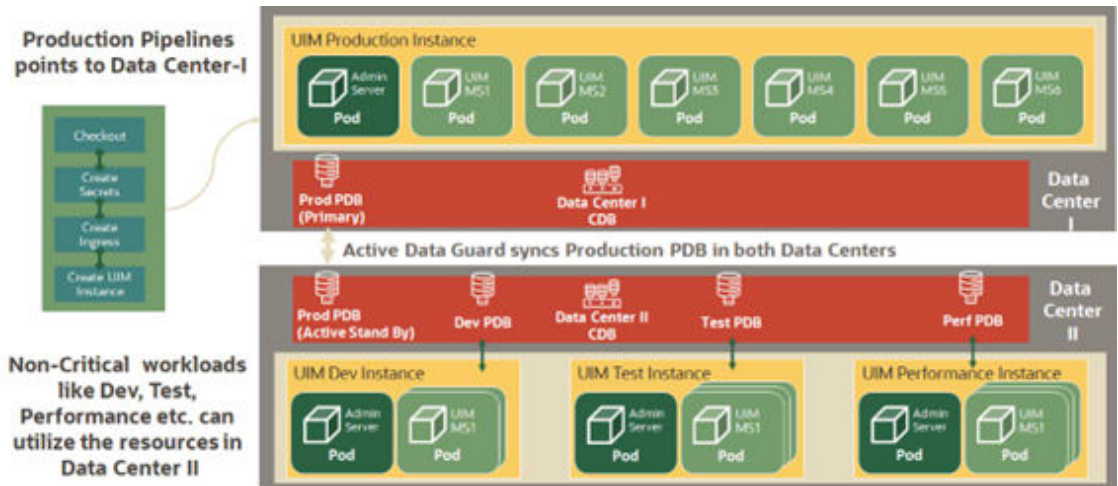 Production Pipelines
points to Data Center-I
Checkout
Create
Secrets
Create
Ingress
Create UIM
Instance
UIM Production Instance
Admin
Server
Pod
UIM
MS1
Pod
UIM
MS2
Pod
UIM
MS3
Pod
UIM
MS4
Pod
UIM
MS5
Pod
UIM
MS6
Pod
Prod PDB
(Primary)
Data Center I
CDB
Data
Center
I
Active Data Guard syncs Production PDB in both Data Centers
Prod PDB
(Active Stand By)
Dev PDB
Data Center II
CDB
Test PDB
Perf PDB
Data
Center
II
Non-Critical workloads
like Dev, Test,
Performance etc. can
utilize the resources in
Data Center II
UIM Dev Instance
Admin
Server
Pod
UIM
MS1
Pod
UIM Test Instance
Admin
Server
Pod
UIM
MS1
Pod
UIM Performance Instance
Admin
Server
Pod
UIM
MS1
Pod